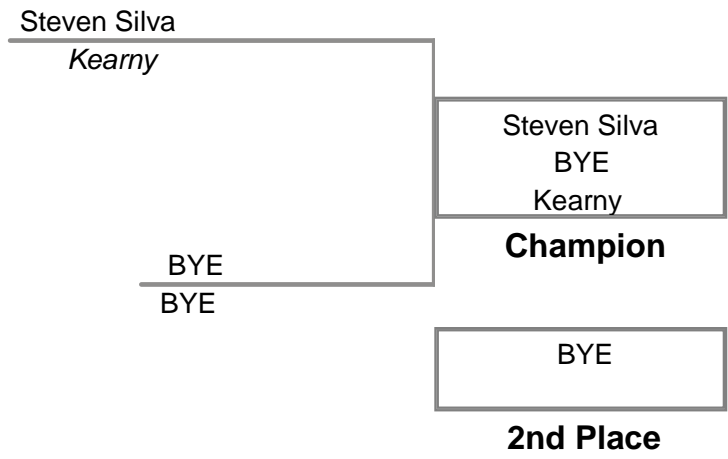 Steven Silva
Kearny
Steven Silva
BYE
Kearny
Champion
BYE
BYE
BYE
2nd Place